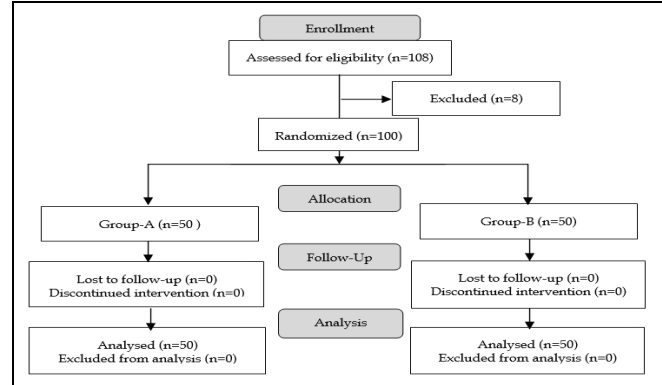 Enrollment
Assessed for eligibility (n=108)
Excluded (n=8)
Randomized (n=100)
Allocation
Group-A (n=50 )
Group-B (n=50)
Follow-Up
Lost to follow-up (n=0)
Discontinued intervention (n=0)
Lost to follow-up (n=0)
Discontinued intervention (n=0)
Analysis
Analysed (n=50)
Excluded from analysis (n=0)
Analysed (n=50)
Excluded from analysis (n=0)